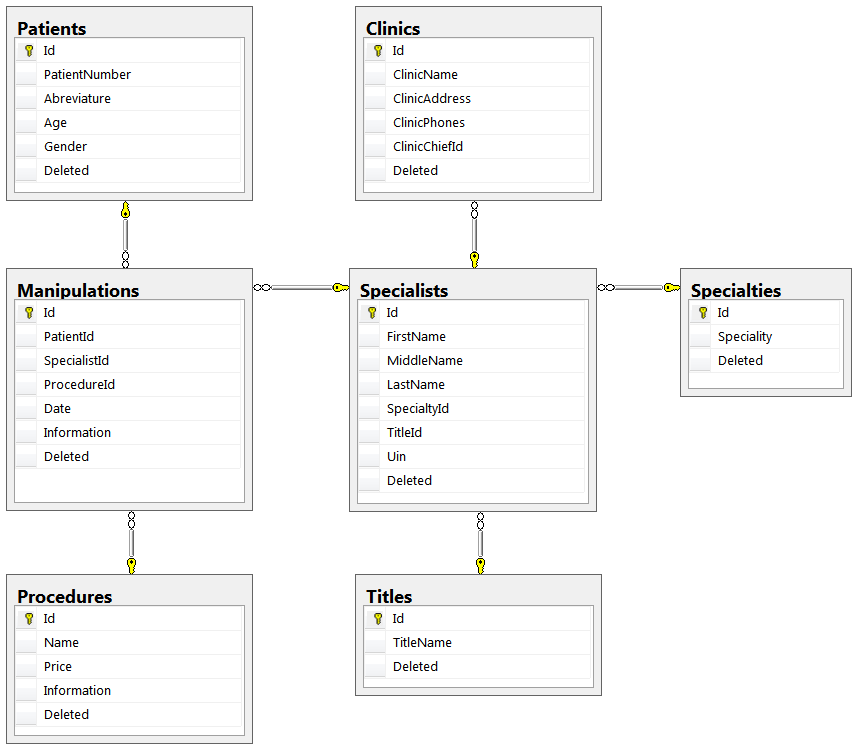 Patients
Id
PatientNumber
Abreviature
Age
Gender
Deleted
Clinics
Id
ClinicName
ClinicAddress
ClinicPhones
ClinicChiefId
Deleted
Manipulations
Id
PatientId
SpecialistId
ProcedureId
Date
Information
Deleted
Specialists
Id
FirstName
MiddleName
LastName
SpecialtyId
TitleId
Uin
Deleted
Specialties
Id
Speciality
Deleted
Procedures
Id
Name
Price
Information
Deleted
Titles
Id
TitleName
Deleted